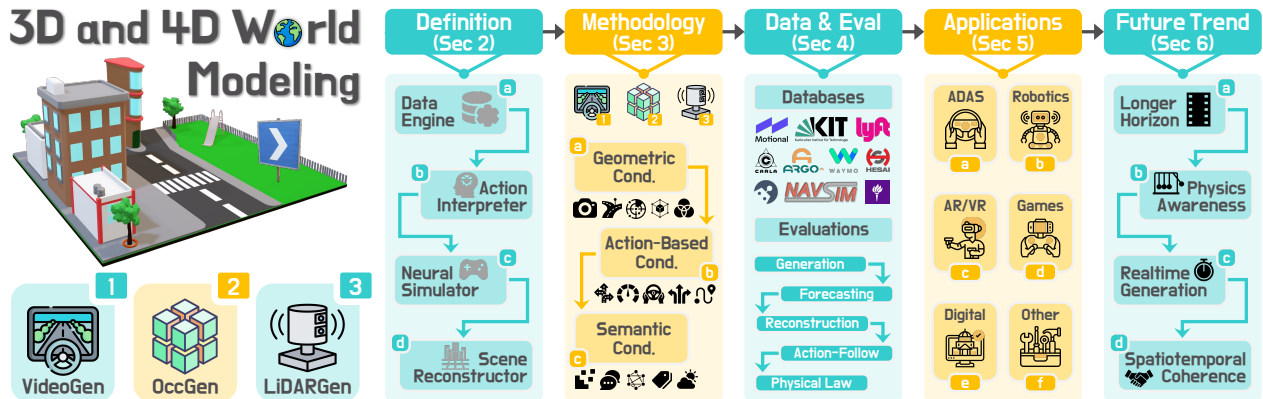 3D and 4D World
Modeling
1
VideoGen
2
OccGen
3
LiDARGen
Definition
(Sec 2)
a
Data
Engine
b
Action
Interpreter
c
Neural
Simulator
d
Scene
Reconstructor
Methodology
(Sec 3)
1
2
3
a
Geometric
Cond.
Action-Based
Cond.
b
Semantic
Cond.
c
Data & Eval
(Sec 4)
Databases
Motional
KIT
Karlsruher Institut für Technologie
lyft
CARLA
ARGO
WAYMO
HESAI
NAVSIM
Evaluations
Generation
Forecasting
Reconstruction
Action-Follow
Physical Law
Applications
(Sec 5)
ADAS
a
Robotics
b
AR/VR
c
Games
d
Digital
e
Other
f
Future Trend
(Sec 6)
a
Longer
Horizon
b
Physics
Awareness
c
Realtime
Generation
d
Spatiotemporal
Coherence